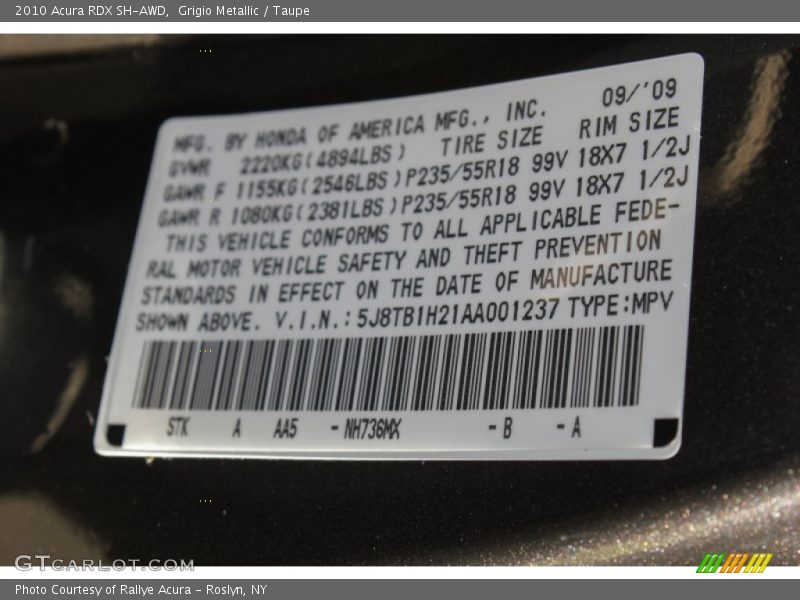 2010 Acura RDX SH-AWD, Grigio Metallic / Taupe
MFG. BY HONDA OF AMERICA MFG., INC. 09/'09
GVWR 2220KG(4894LBS) TIRE SIZE RIM SIZE
GAWR F 1155KG(2546LBS)P235/55R18 99V 18X7 1/2J
GAWR R 1080KG(2381LBS)P235/55R18 99V 18X7 1/2J
THIS VEHICLE CONFORMS TO ALL APPLICABLE FEDE-
RAL MOTOR VEHICLE SAFETY AND THEFT PREVENTION
STANDARDS IN EFFECT ON THE DATE OF MANUFACTURE
SHOWN ABOVE. V.I.N.:5J8TB1H21AA001237 TYPE:MPV
STK A AA5 -NH736MX -B -A
GTCARLOT.COM
Photo Courtesy of Rallye Acura - Roslyn, NY